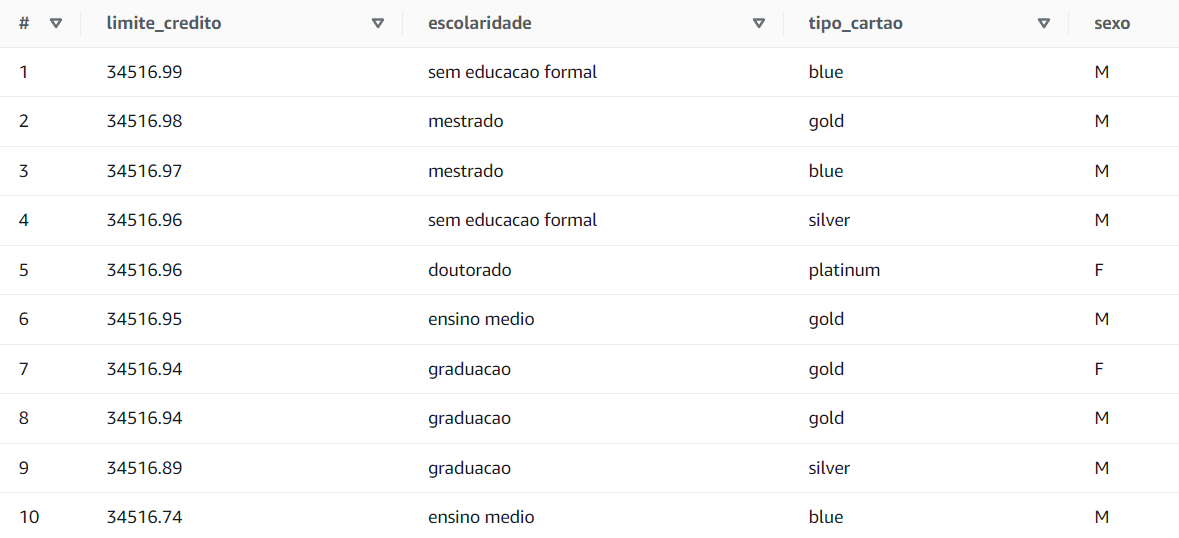 # limite_credito escolaridade tipo_cartao sexo
1 34516.99 sem educacao formal blue M
2 34516.98 mestrado gold M
3 34516.97 mestrado blue M
4 34516.96 sem educacao formal silver M
5 34516.96 doutorado platinum F
6 34516.95 ensino medio gold M
7 34516.94 graduacao gold F
8 34516.94 graduacao gold M
9 34516.89 graduacao silver M
10 34516.74 ensino medio blue M